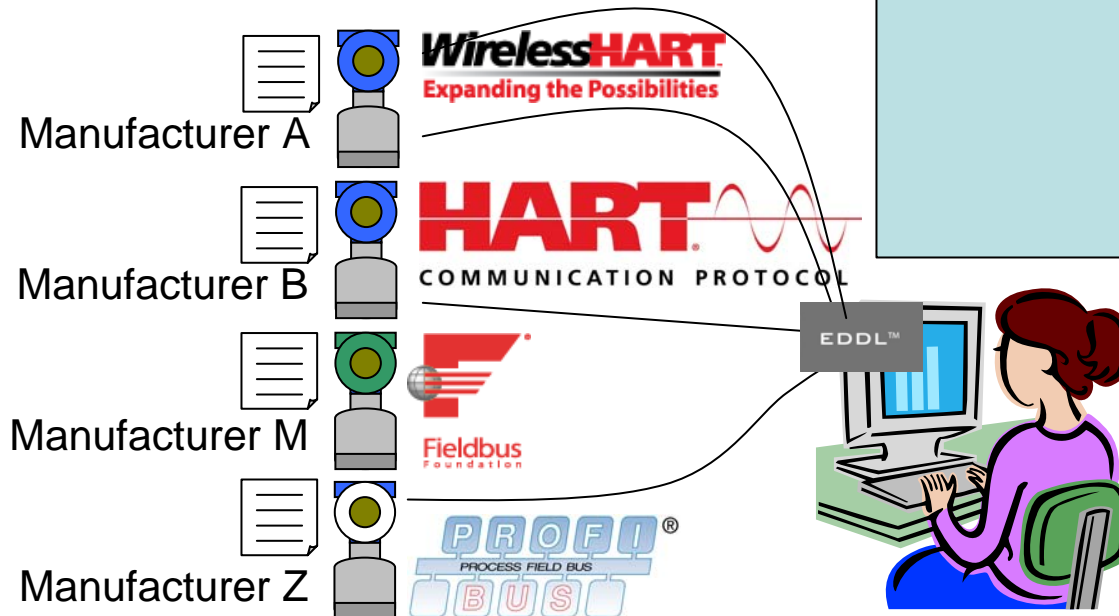 WirelessHART
Expanding the Possibilities
Manufacturer A
HART®
COMMUNICATION PROTOCOL
Manufacturer B
EDDL™
®
Fieldbus
Foundation
Manufacturer M
PROFI®
PROCESS FIELD BUS
BUS
Manufacturer Z